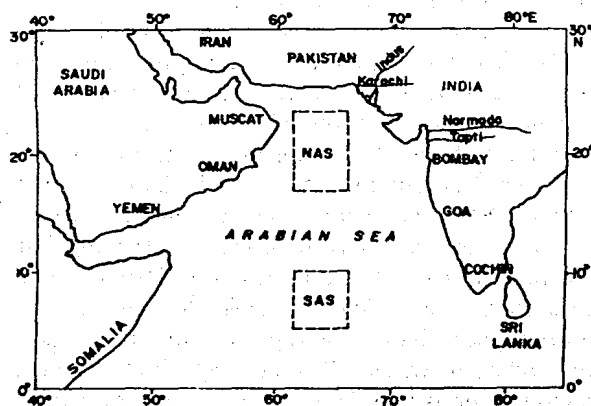 40° 50° 60° 70° 80°E
30° 30°
N
IRAN
PAKISTAN
Indus
Karachi
SAUDI
ARABIA
INDIA
MUSCAT
Narmada
Tapti
20° 20°
NAS
BOMBAY
OMAN
YEMEN
GOA
ARABIAN SEA
10° 10°
COCHIN
SAS
SOMALIA
SRI
LANKA
0° 0°
40° 50° 60° 70° 80°